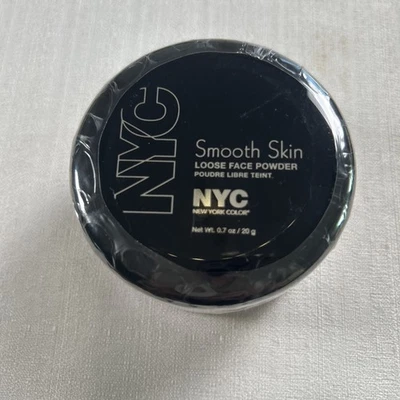 NYC
Smooth Skin
LOOSE FACE POWDER
POUDRE LIBRE TEINT.
NYC
NEW YORK COLOR®
Net Wt. 0.7 oz / 20 g